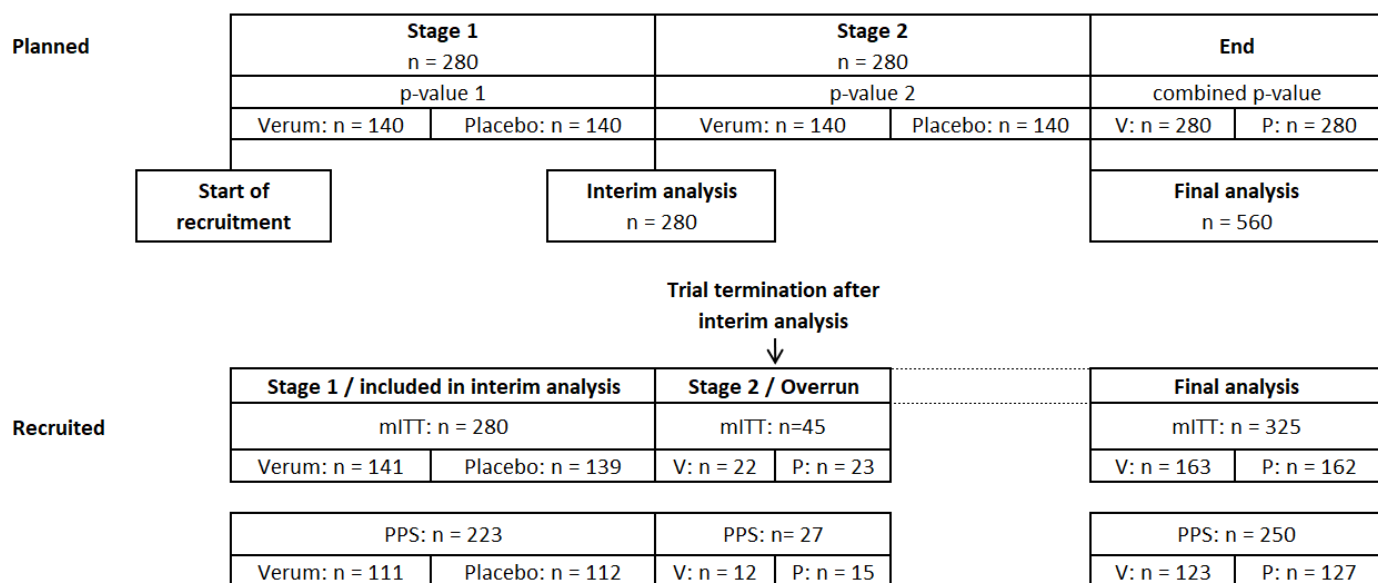 Planned
Stage 1
n = 280
Stage 2
n = 280
End
p-value 1
p-value 2
combined p-value
Verum: n = 140
Placebo: n = 140
Verum: n = 140
Placebo: n = 140
V: n = 280
P: n = 280
Start of
recruitment
Interim analysis
n = 280
Final analysis
n = 560
Trial termination after
interim analysis
Recruited
Stage 1 / included in interim analysis
Stage 2 / Overrun
Final analysis
mITT: n = 280
mITT: n=45
mITT: n = 325
Verum: n = 141
Placebo: n = 139
V: n = 22
P: n = 23
V: n = 163
P: n = 162
PPS: n = 223
PPS: n= 27
PPS: n = 250
Verum: n = 111
Placebo: n = 112
V: n = 12
P: n = 15
V: n = 123
P: n = 127